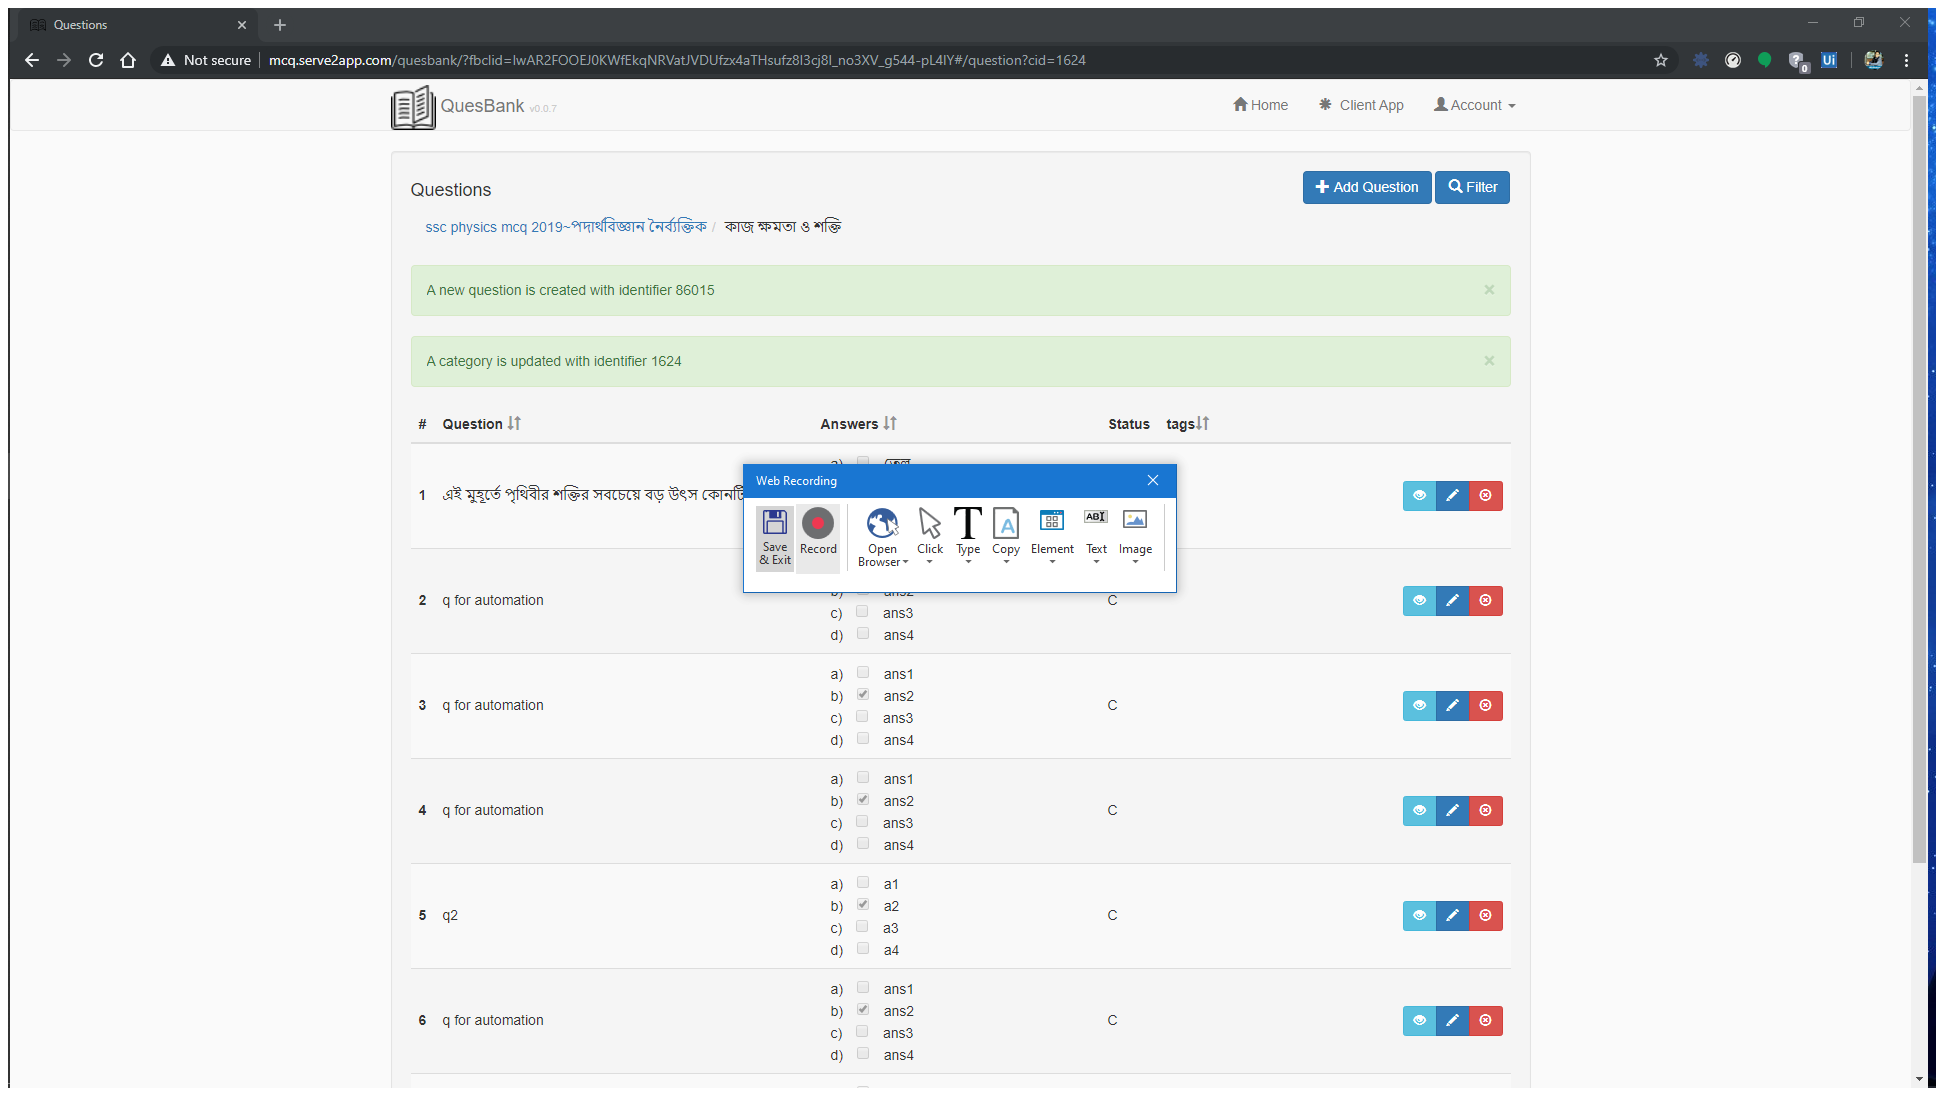 Questions
Not secure mcq.serve2app.com/quesbank/?fbclid=IwAR2FOOEJ0KWfEkqNRVatJVDUfzx4aTHsufz8I3cj8I_no3XV_g544-pL4IY#/question?cid=1624
QuesBank v0.0.7
Home Client App Account
Questions
Add Question Filter
ssc physics mcq 2019~পদার্থবিজ্ঞান নৈর্ব্যক্তিক / কাজ ক্ষমতা ও শক্তি
A new question is created with identifier 86015 ×
A category is updated with identifier 1624 ×
# Question Answers Status tags
1 এই মুহূর্তে পৃথিবীর শক্তির সবচেয়ে বড় উৎস
Web Recording
Save & Exit Record Open Browser Click Type Copy Element Text Image
2 q for automation C
c) ans3
d) ans4
3 q for automation C
a) ans1
b) ans2
c) ans3
d) ans4
4 q for automation C
a) ans1
b) ans2
c) ans3
d) ans4
5 q2 C
a) a1
b) a2
c) a3
d) a4
6 q for automation C
a) ans1
b) ans2
c) ans3
d) ans4